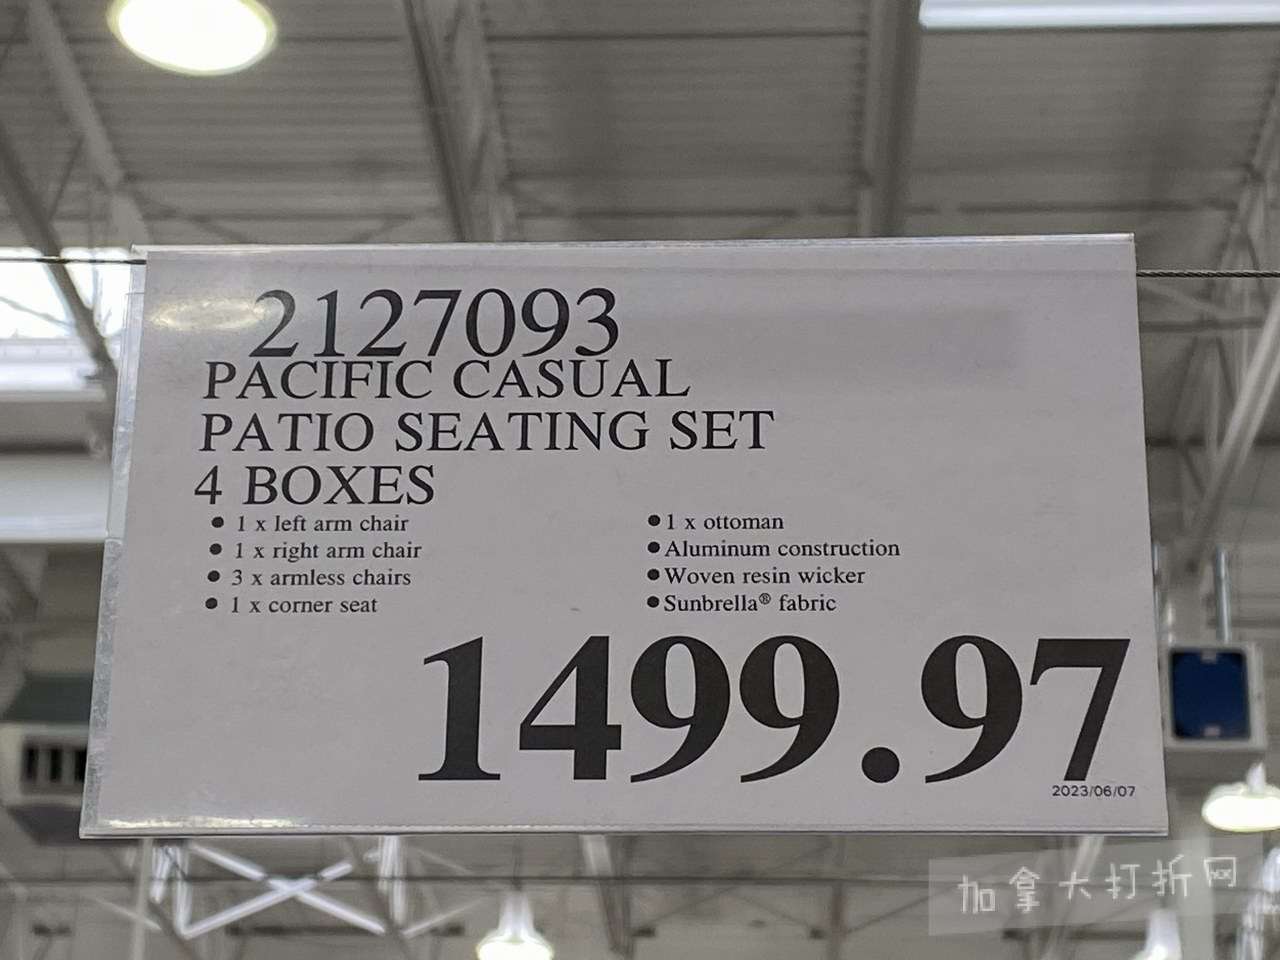 2127093
PACIFIC CASUAL
PATIO SEATING SET
4 BOXES
• 1 x left arm chair
• 1 x right arm chair
• 3 x armless chairs
• 1 x corner seat
• 1 x ottoman
• Aluminum construction
• Woven resin wicker
• Sunbrella® fabric
1499.97
2023/06/07
加拿大打折网